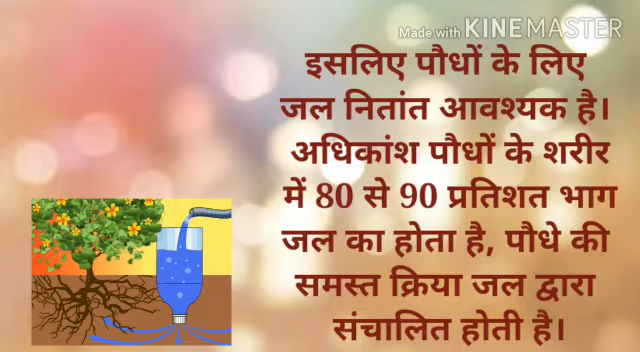 Made with KINEMASTER
इसलिए पौधों के लिए
जल नितांत आवश्यक है।
अधिकांश पौधों के शरीर
में 80 से 90 प्रतिशत भाग
जल का होता है, पौधे की
समस्त क्रिया जल द्वारा
संचालित होती है।